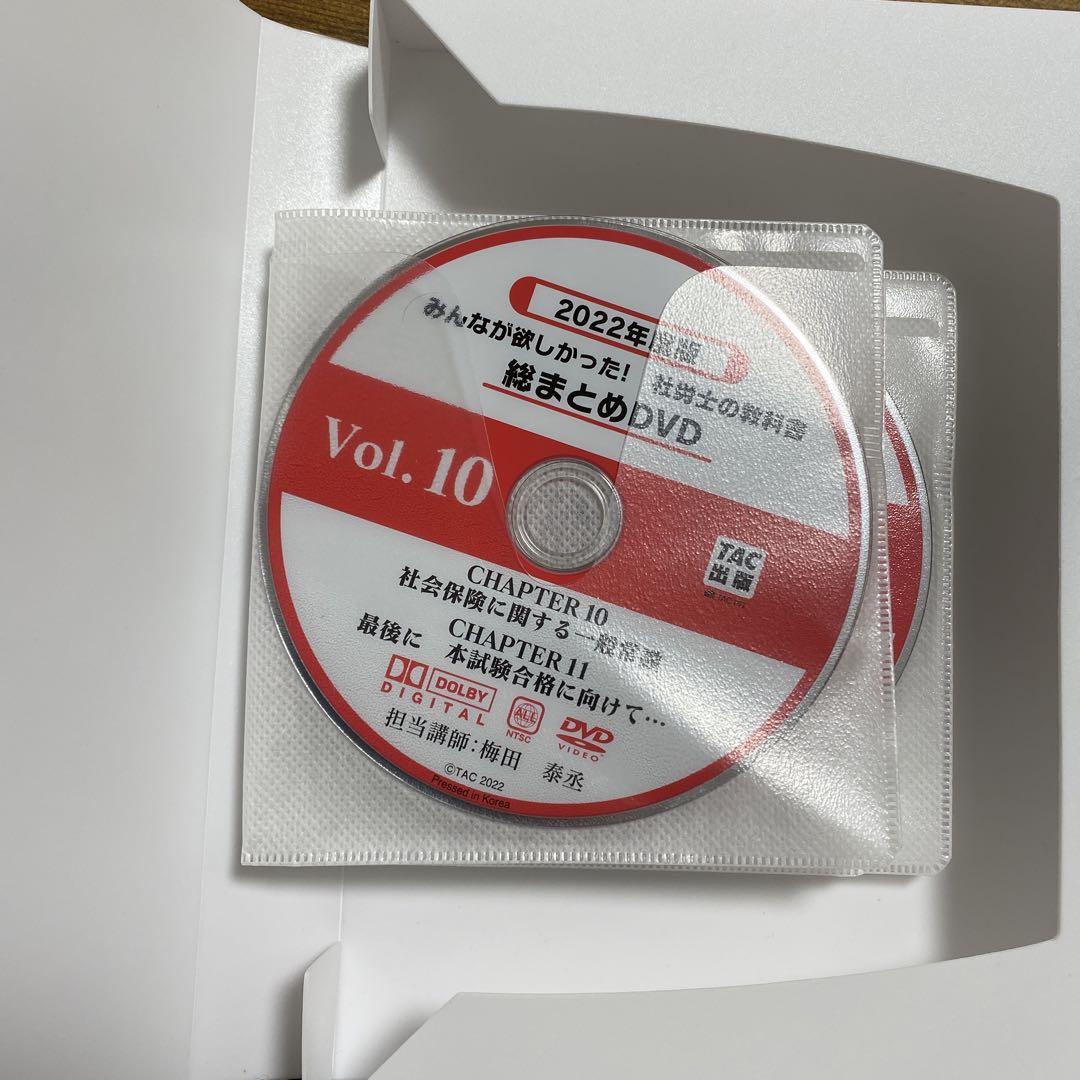 2022年度版
みんなが欲しかった! 社労士の教科書
総まとめDVD
Vol. 10
TAC
出版
CHAPTER 10
社会保険に関する一般常識
CHAPTER 11
最後に 本試験合格に向けて…
DOLBY
DIGITAL
ALL
NTSC
DVD
VIDEO
担当講師:梅田 泰丞
©TAC 2022
Pressed in Korea